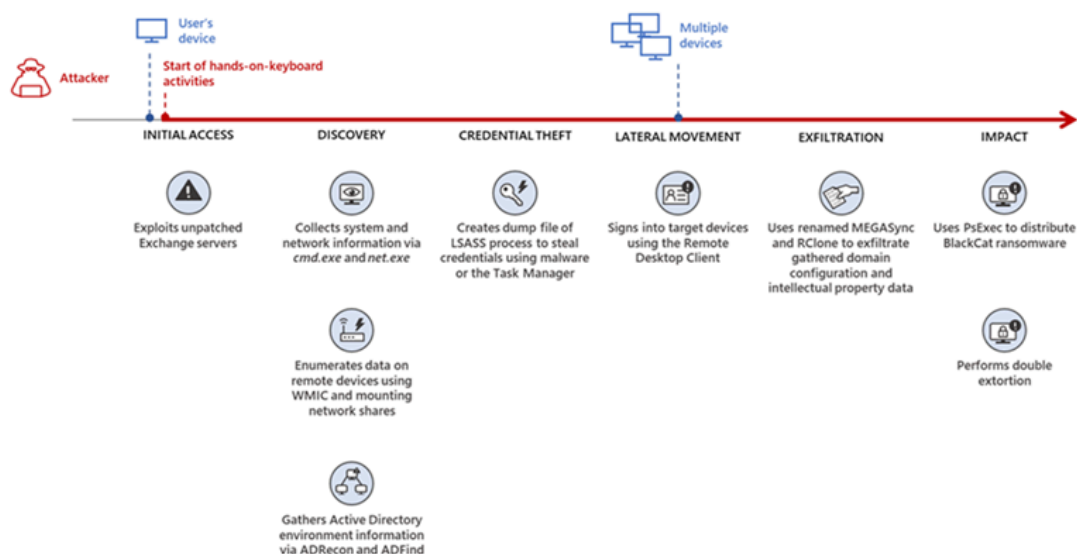 User's
device
Multiple
devices
Attacker
Start of hands-on-keyboard
activities
INITIAL ACCESS
DISCOVERY
CREDENTIAL THEFT
LATERAL MOVEMENT
EXFILTRATION
IMPACT
Exploits unpatched
Exchange servers
Collects system and
network information via
cmd.exe and net.exe
Enumerates data on
remote devices using
WMIC and mounting
network shares
Gathers Active Directory
environment information
via ADRecon and ADFind
Creates dump file of
LSASS process to steal
credentials using malware
or the Task Manager
Signs into target devices
using the Remote
Desktop Client
Uses renamed MEGASync
and RClone to exfiltrate
gathered domain
configuration and
intellectual property data
Uses PsExec to distribute
BlackCat ransomware
Performs double
extortion